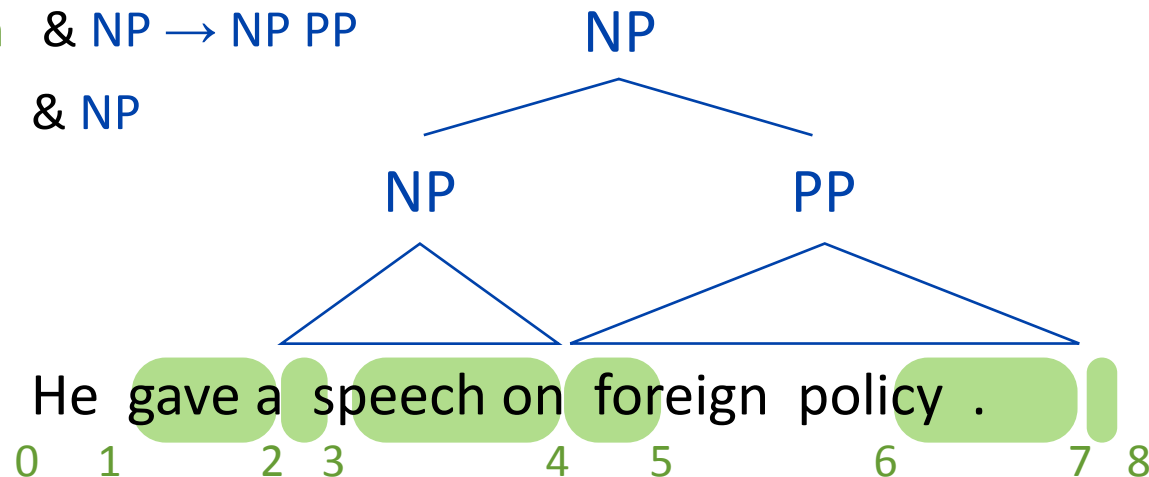 & NP → NP PP
NP
& NP
NP PP
He gave a speech on foreign policy .
0 1 2 3 4 5 6 7 8